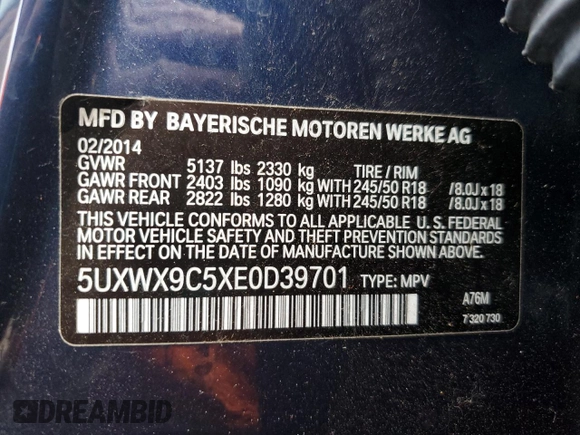 MFD BY BAYERISCHE MOTOREN WERKE AG
02/2014
GVWR 5137 lbs 2330 kg TIRE / RIM
GAWR FRONT 2403 lbs 1090 kg WITH 245/50 R18 /8.0J x 18
GAWR REAR 2822 lbs 1280 kg WITH 245/50 R18 /8.0J x 18
THIS VEHICLE CONFORMS TO ALL APPLICABLE U.S. FEDERAL
MOTOR VEHICLE SAFETY AND THEFT PREVENTION STANDARDS
IN EFFECT ON THE DATE OF MANUFACTURE SHOWN ABOVE.
5UXWX9C5XE0D39701 TYPE: MPV
A76M
7 320 730
DREAMBID